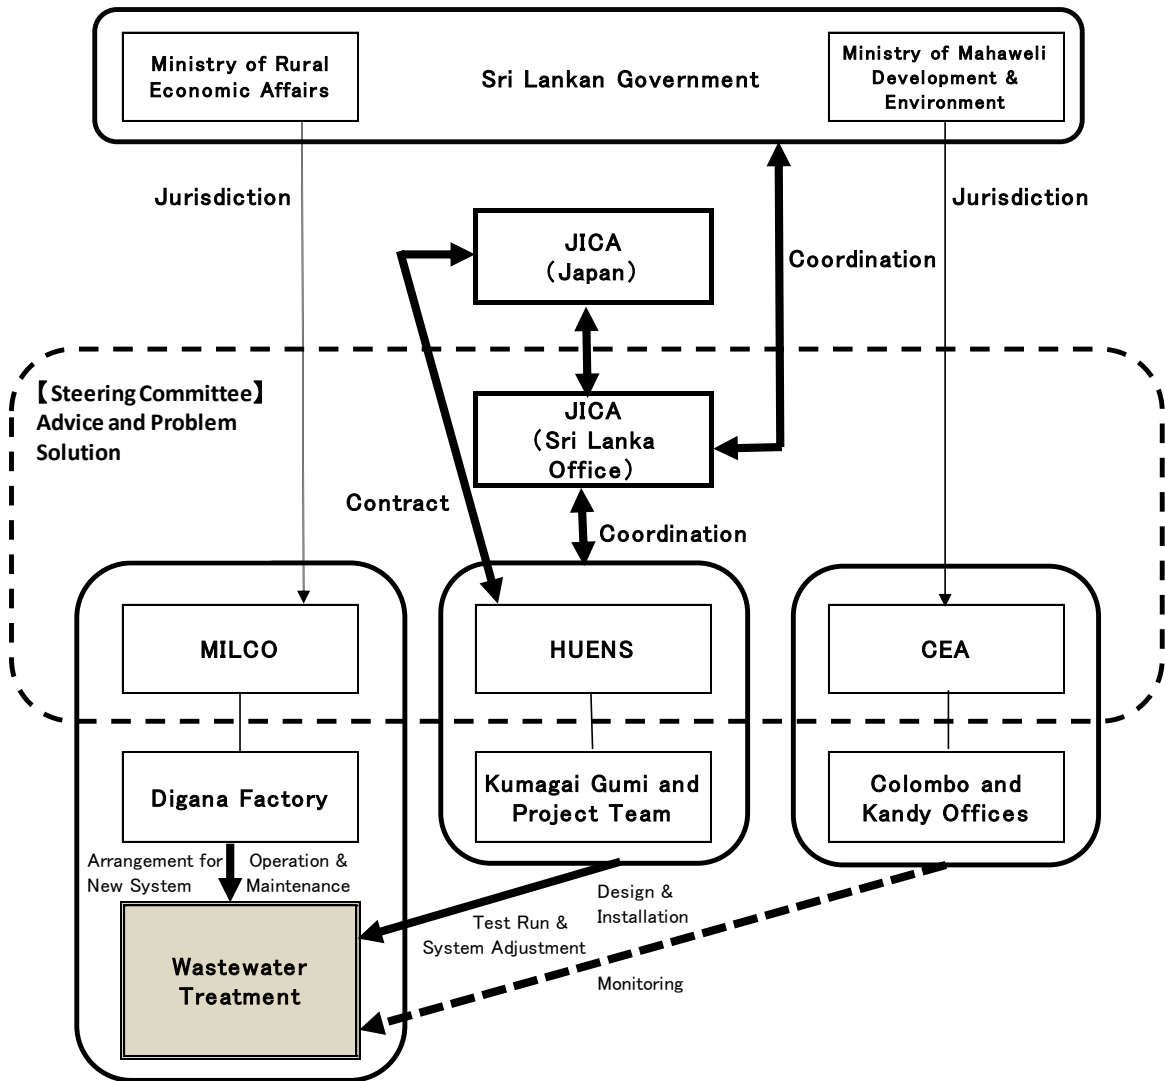 Ministry of Rural
Economic Affairs
Sri Lankan Government
Ministry of Mahaweli
Development &
Environment
Jurisdiction
Jurisdiction
JICA
(Japan)
Coordination
【Steering Committee】
Advice and Problem
Solution
JICA
(Sri Lanka
Office)
Contract
Coordination
MILCO
HUENS
CEA
Digana Factory
Kumagai Gumi and
Project Team
Colombo and
Kandy Offices
Arrangement for
New System
Operation &
Maintenance
Design &
Installation
Test Run &
System Adjustment
Monitoring
Wastewater
Treatment